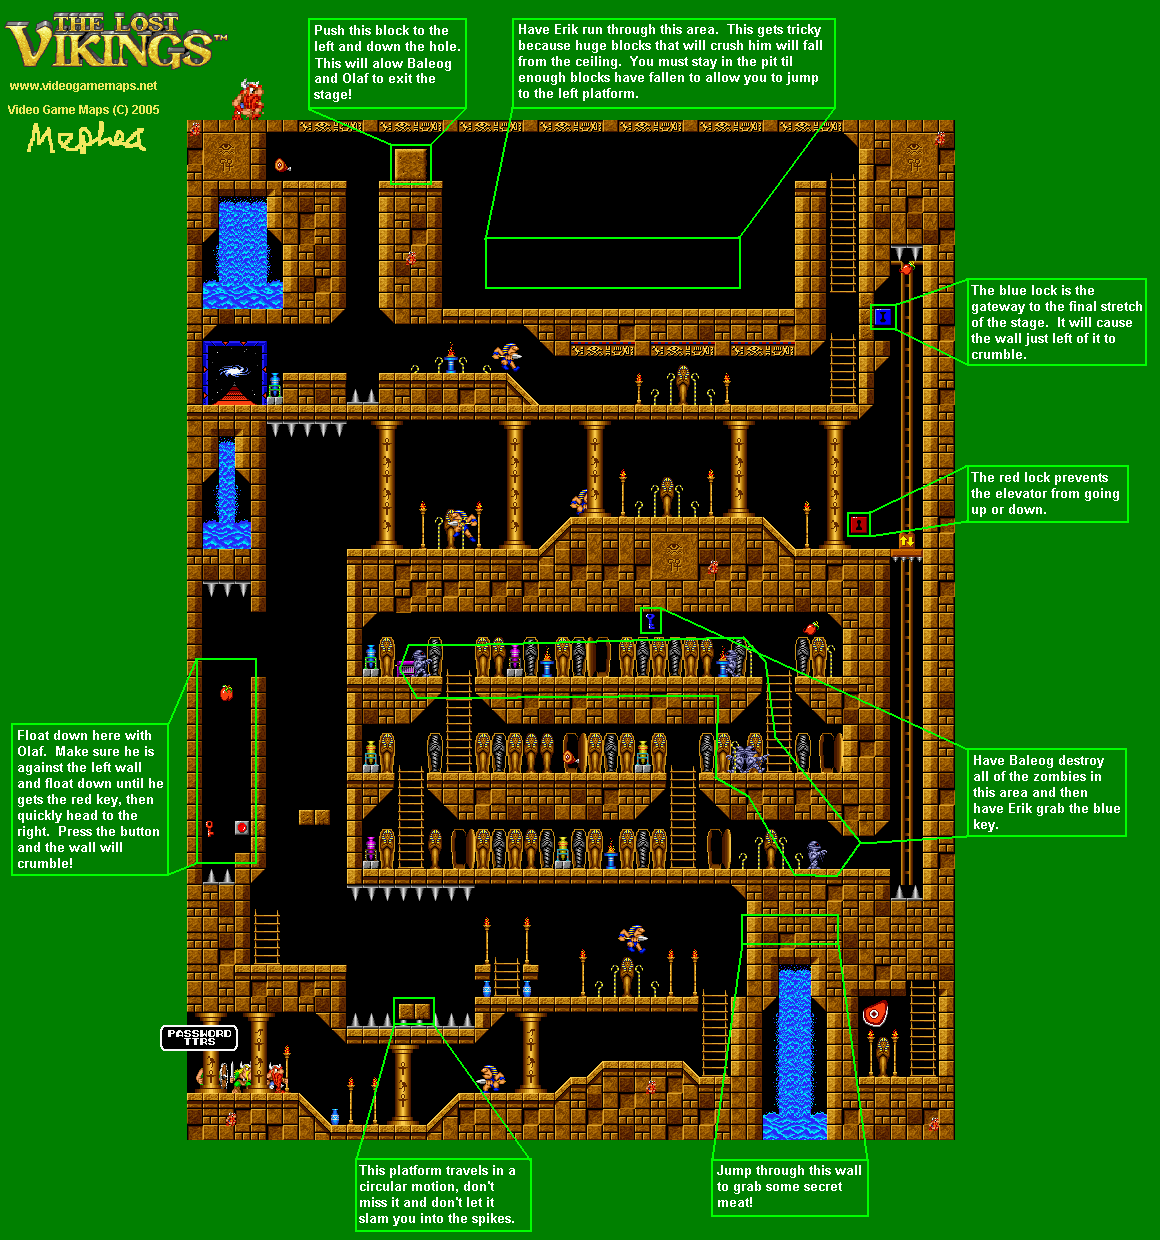 THE LOST
VIKINGS™
www.videogamemaps.net
Video Game Maps (C) 2005
Mephea
Push this block to the
left and down the hole.
This will alow Baleog
and Olaf to exit the
stage!
Have Erik run through this area.  This gets tricky
because huge blocks that will crush him will fall
from the ceiling.  You must stay in the pit til
enough blocks have fallen to allow you to jump
to the left platform.
The blue lock is the
gateway to the final stretch
of the stage.  It will cause
the wall just left of it to
crumble.
The red lock prevents
the elevator from going
up or down.
Float down here with
Olaf.  Make sure he is
against the left wall
and float down until he
gets the red key, then
quickly head to the
right.  Press the button
and the wall will
crumble!
Have Baleog destroy
all of the zombies in
this area and then
have Erik grab the blue
key.
PASSWORD
TTRS
This platform travels in a
circular motion, don't
miss it and don't let it
slam you into the spikes.
Jump through this wall
to grab some secret
meat!